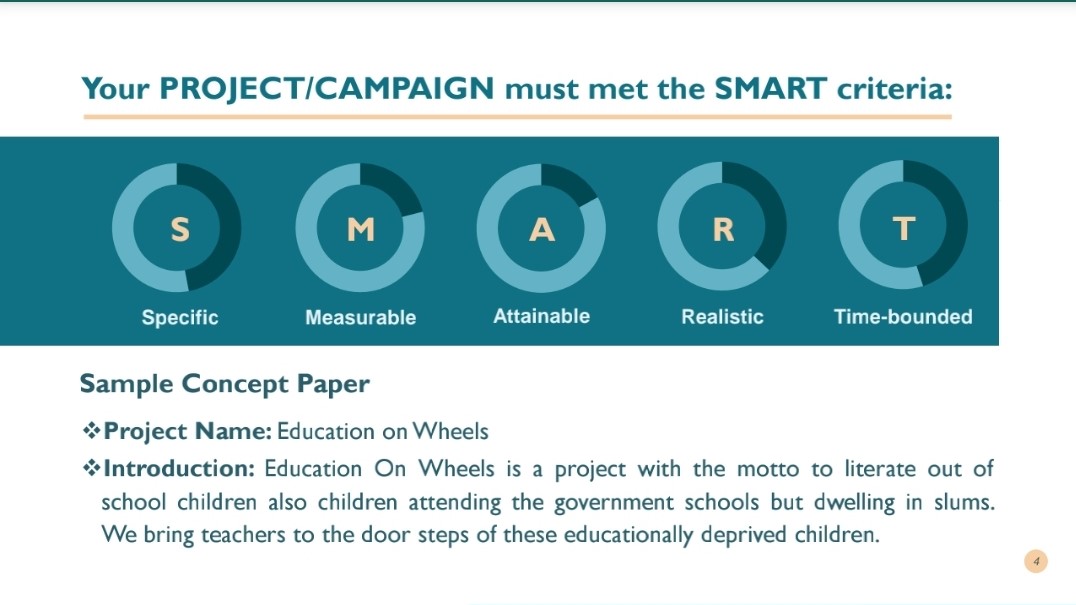 Your PROJECT/CAMPAIGN must met the SMART criteria:
S M A R T
Specific Measurable Attainable Realistic Time-bounded
Sample Concept Paper
❖Project Name: Education on Wheels
❖Introduction: Education On Wheels is a project with the motto to literate out of
school children also children attending the government schools but dwelling in slums.
We bring teachers to the door steps of these educationally deprived children.
4